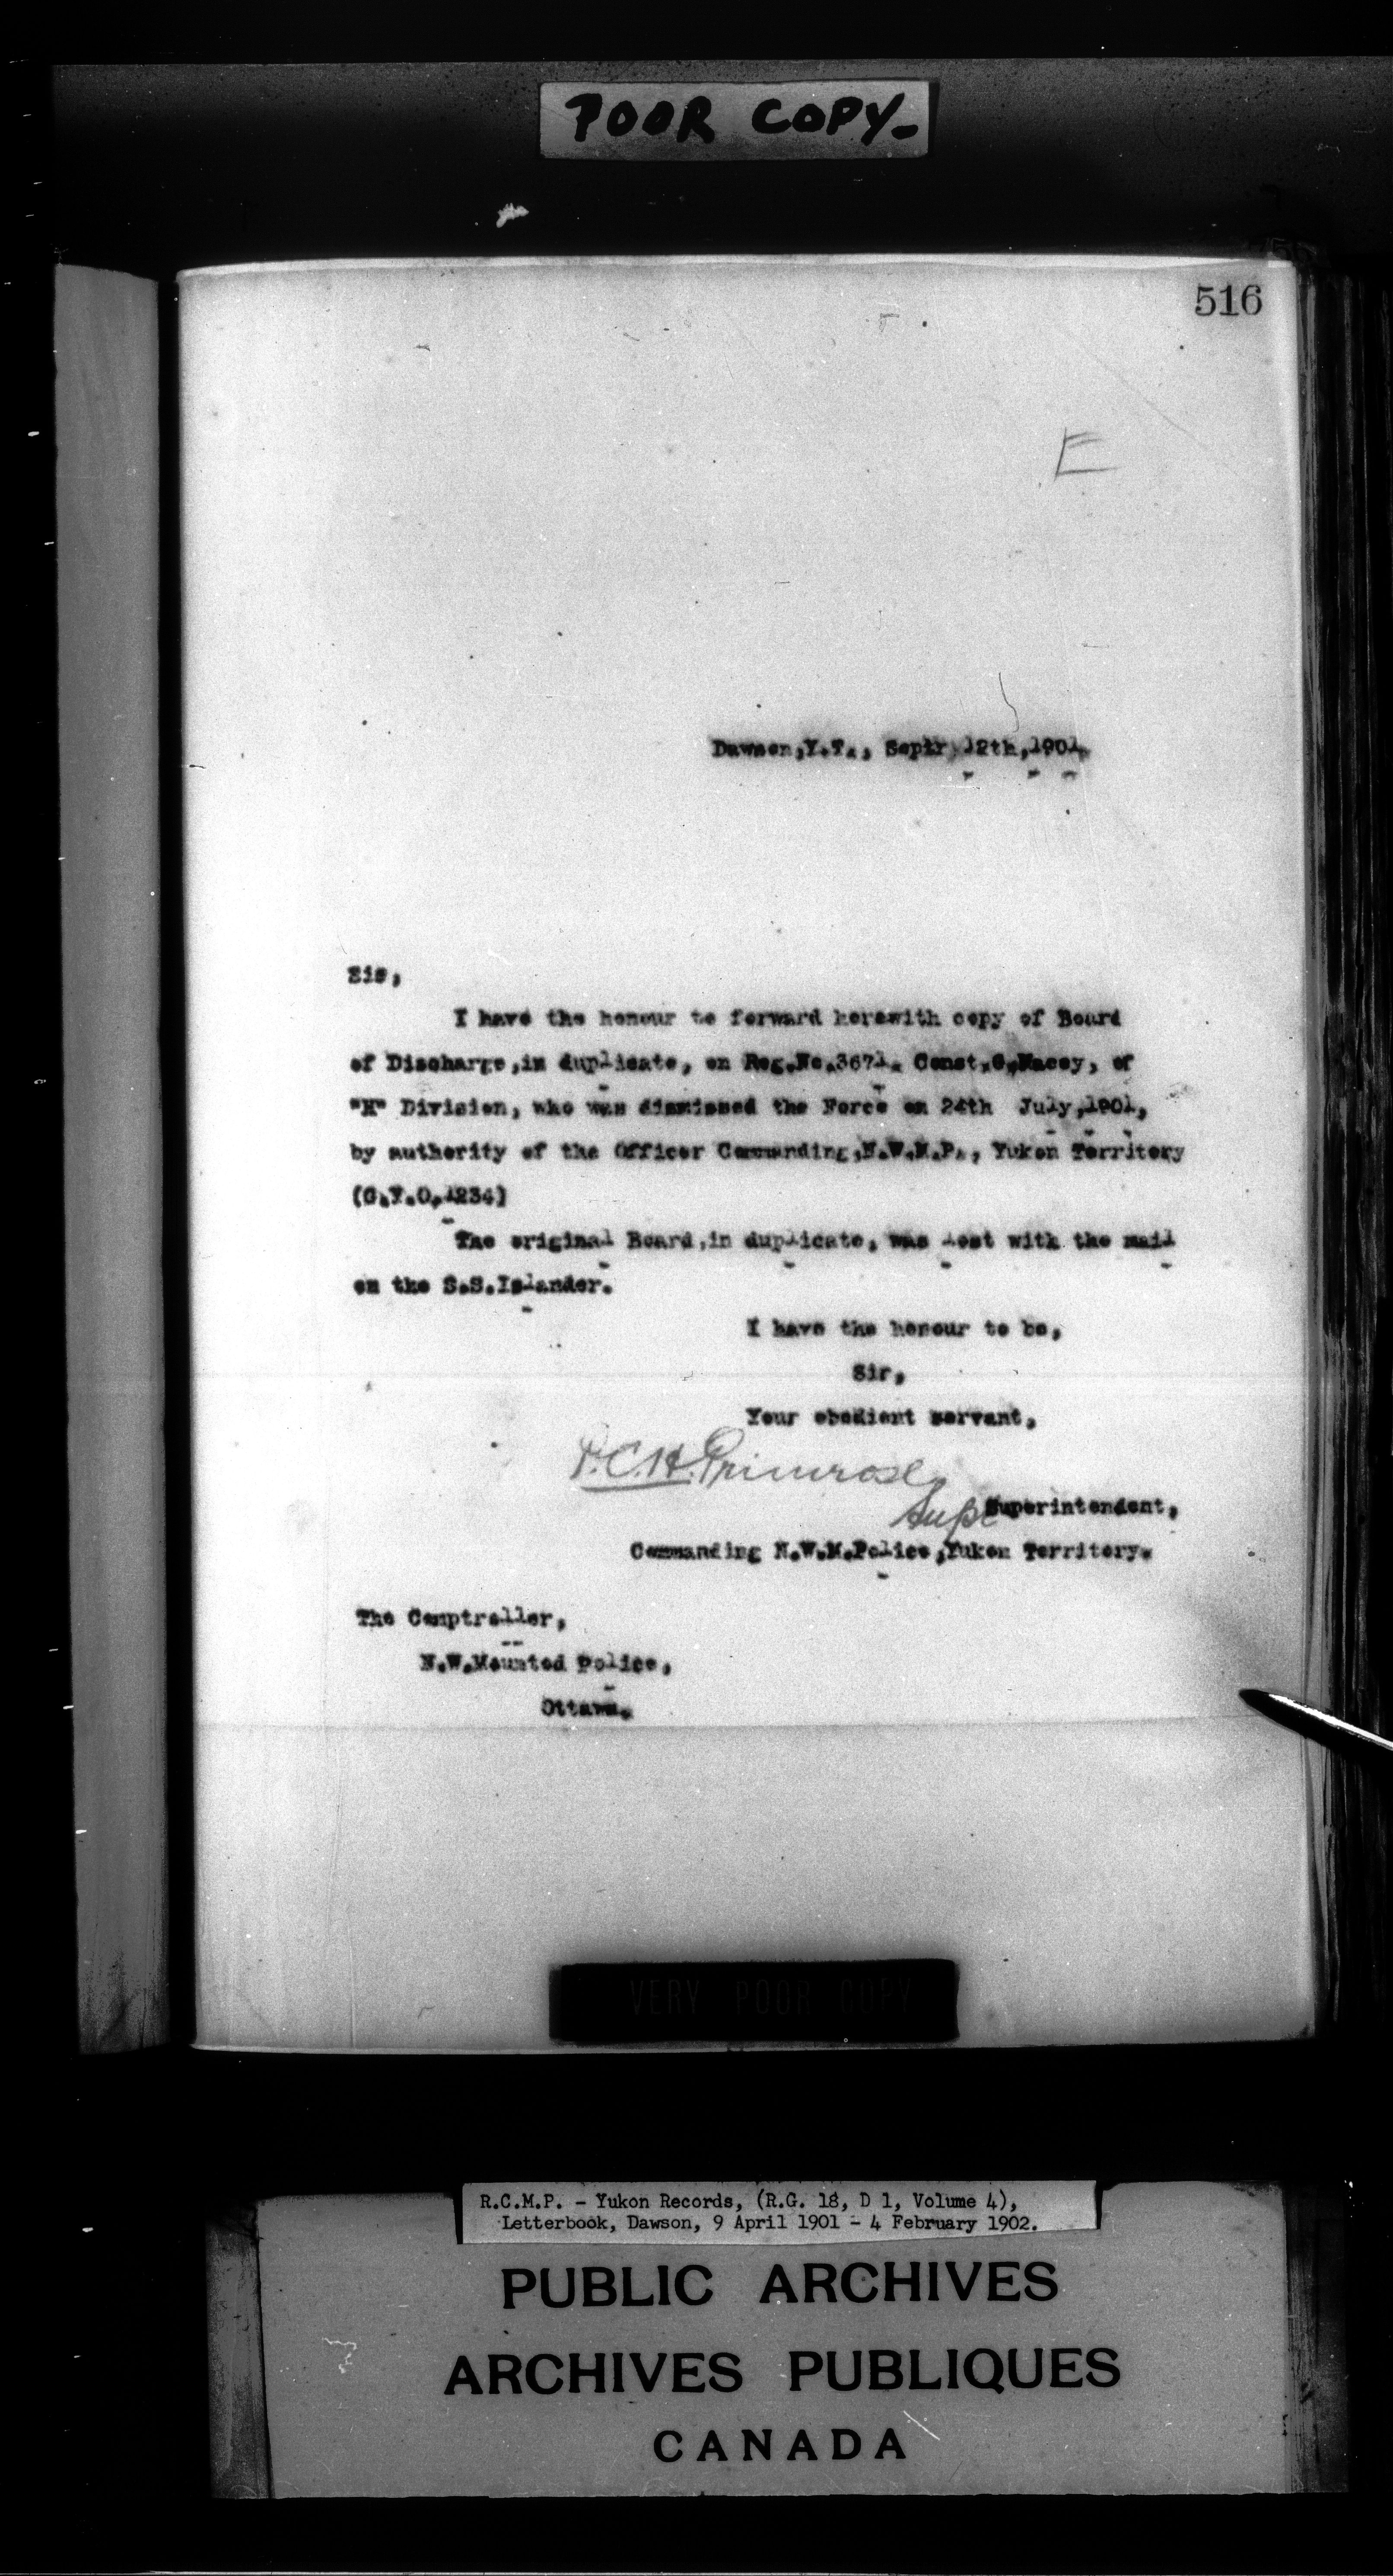 POOR COPY-
516
E
Dawson,Y.T., Septr 12th,1901.
Sir,
I have the honour to forward herewith copy of Board
of Discharge,in duplicate, on Reg.No.3671. Const.G.Macey, of
"H" Division, who was dismissed the Force on 24th July,1901,
by authority of the Officer Commanding,N.W.M.P., Yukon Territory
(G.Y.O.1234)
The original Board,in duplicate, was lost with the mail
on the S.S.Islander.
I have the honour to be,
Sir,
Your obedient servant,
P.C.H. Primrose
Supt Superintendent,
Commanding N.W.M.Police,Yukon Territory.
The Comptroller,
N.W.Mounted Police,
Ottawa.
VERY POOR COPY
R.C.M.P. - Yukon Records, (R.G. 18, D 1, Volume 4),
Letterbook, Dawson, 9 April 1901 - 4 February 1902.
PUBLIC ARCHIVES
ARCHIVES PUBLIQUES
CANADA